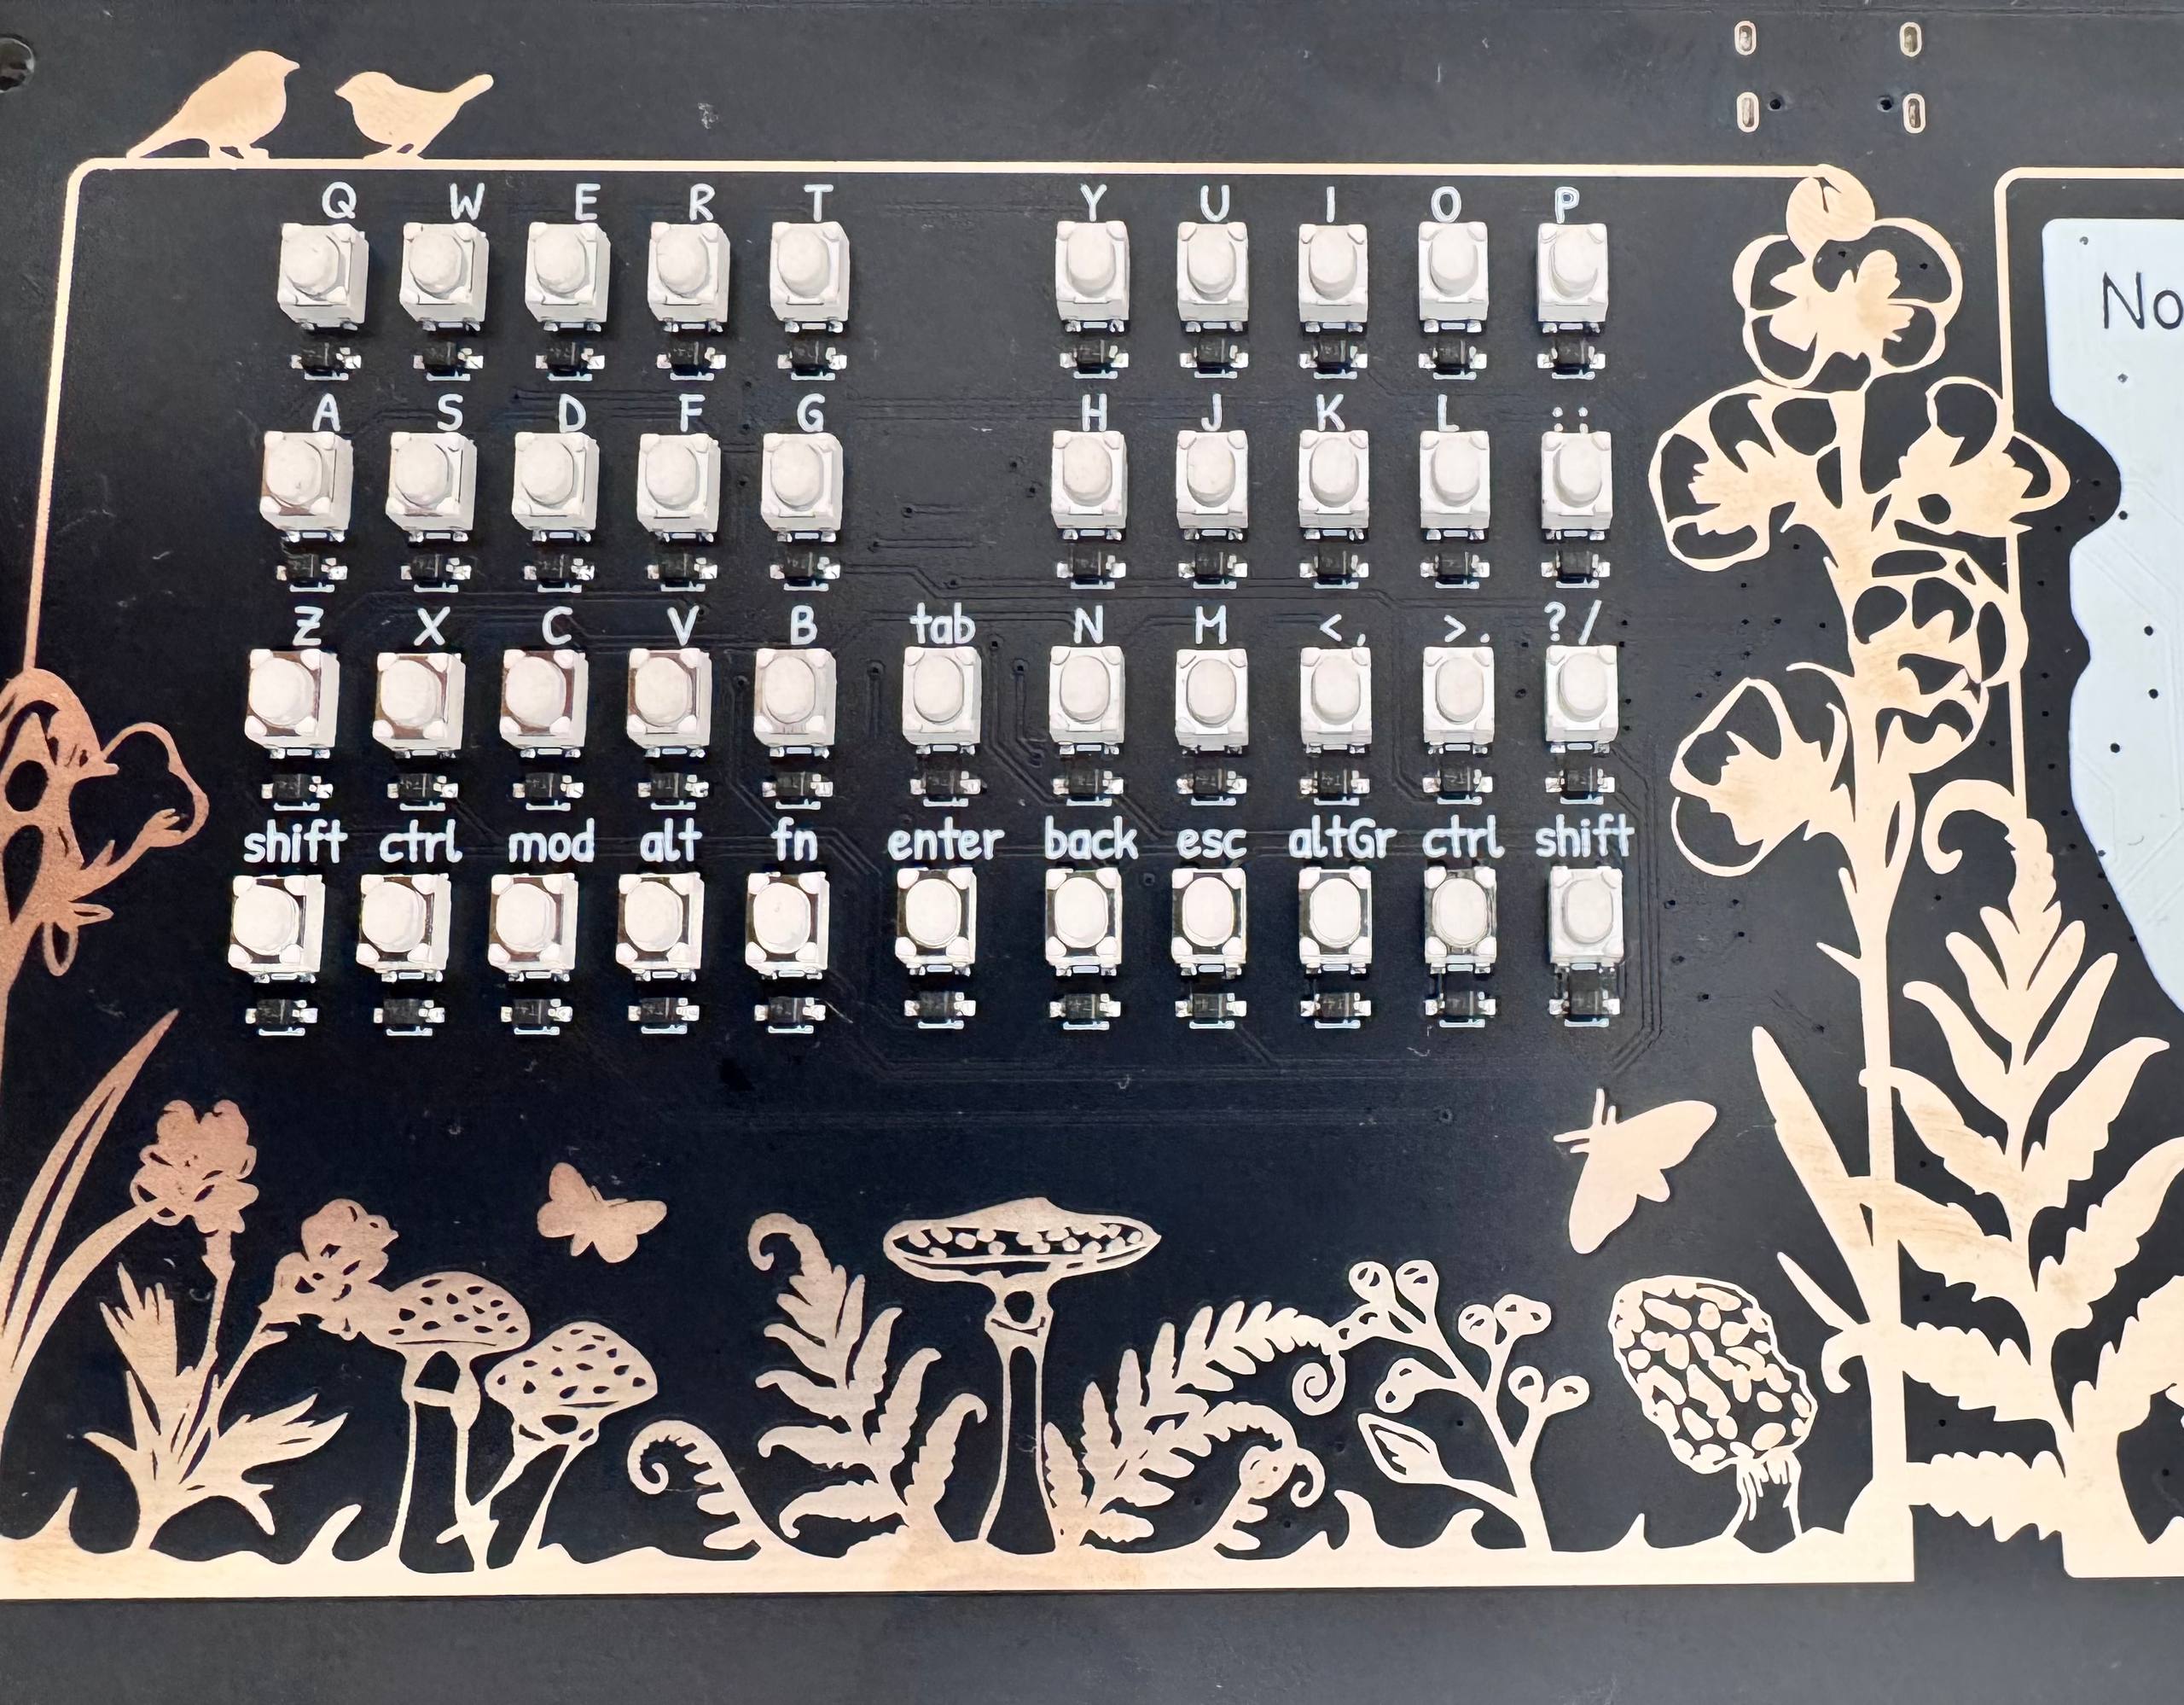 Q W E R T Y U I O P
No
A S D F G H J K L :;
Z X C V B tab N M <, >. ?/
shift ctrl mod alt fn enter back esc altGr ctrl shift